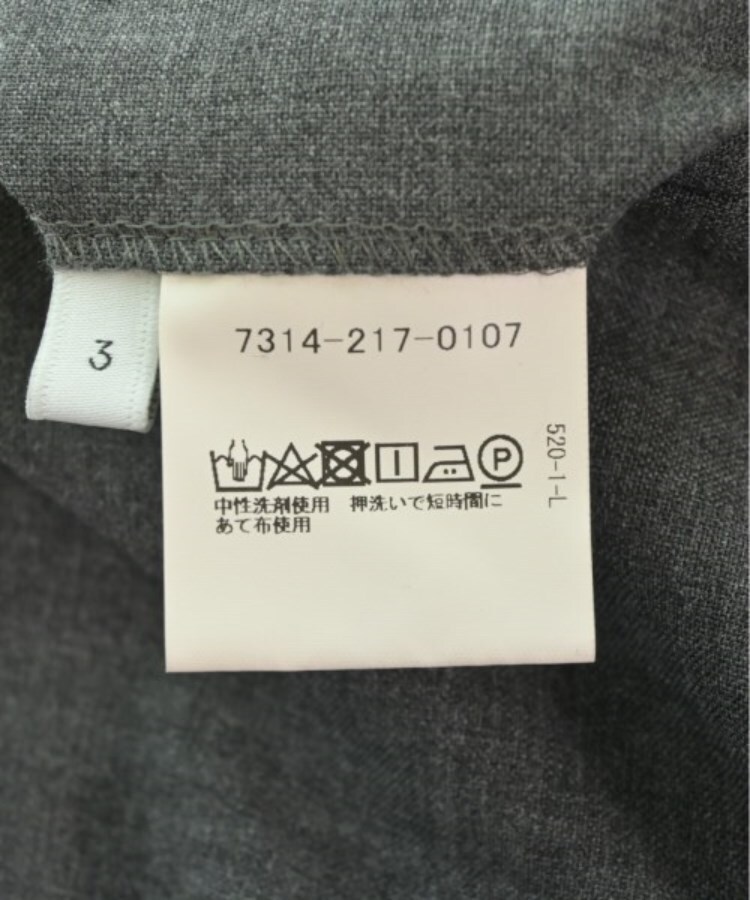 7314-217-0107
3
520-1-L
P
中性洗剤使用　押洗いで短時間に
あて布使用